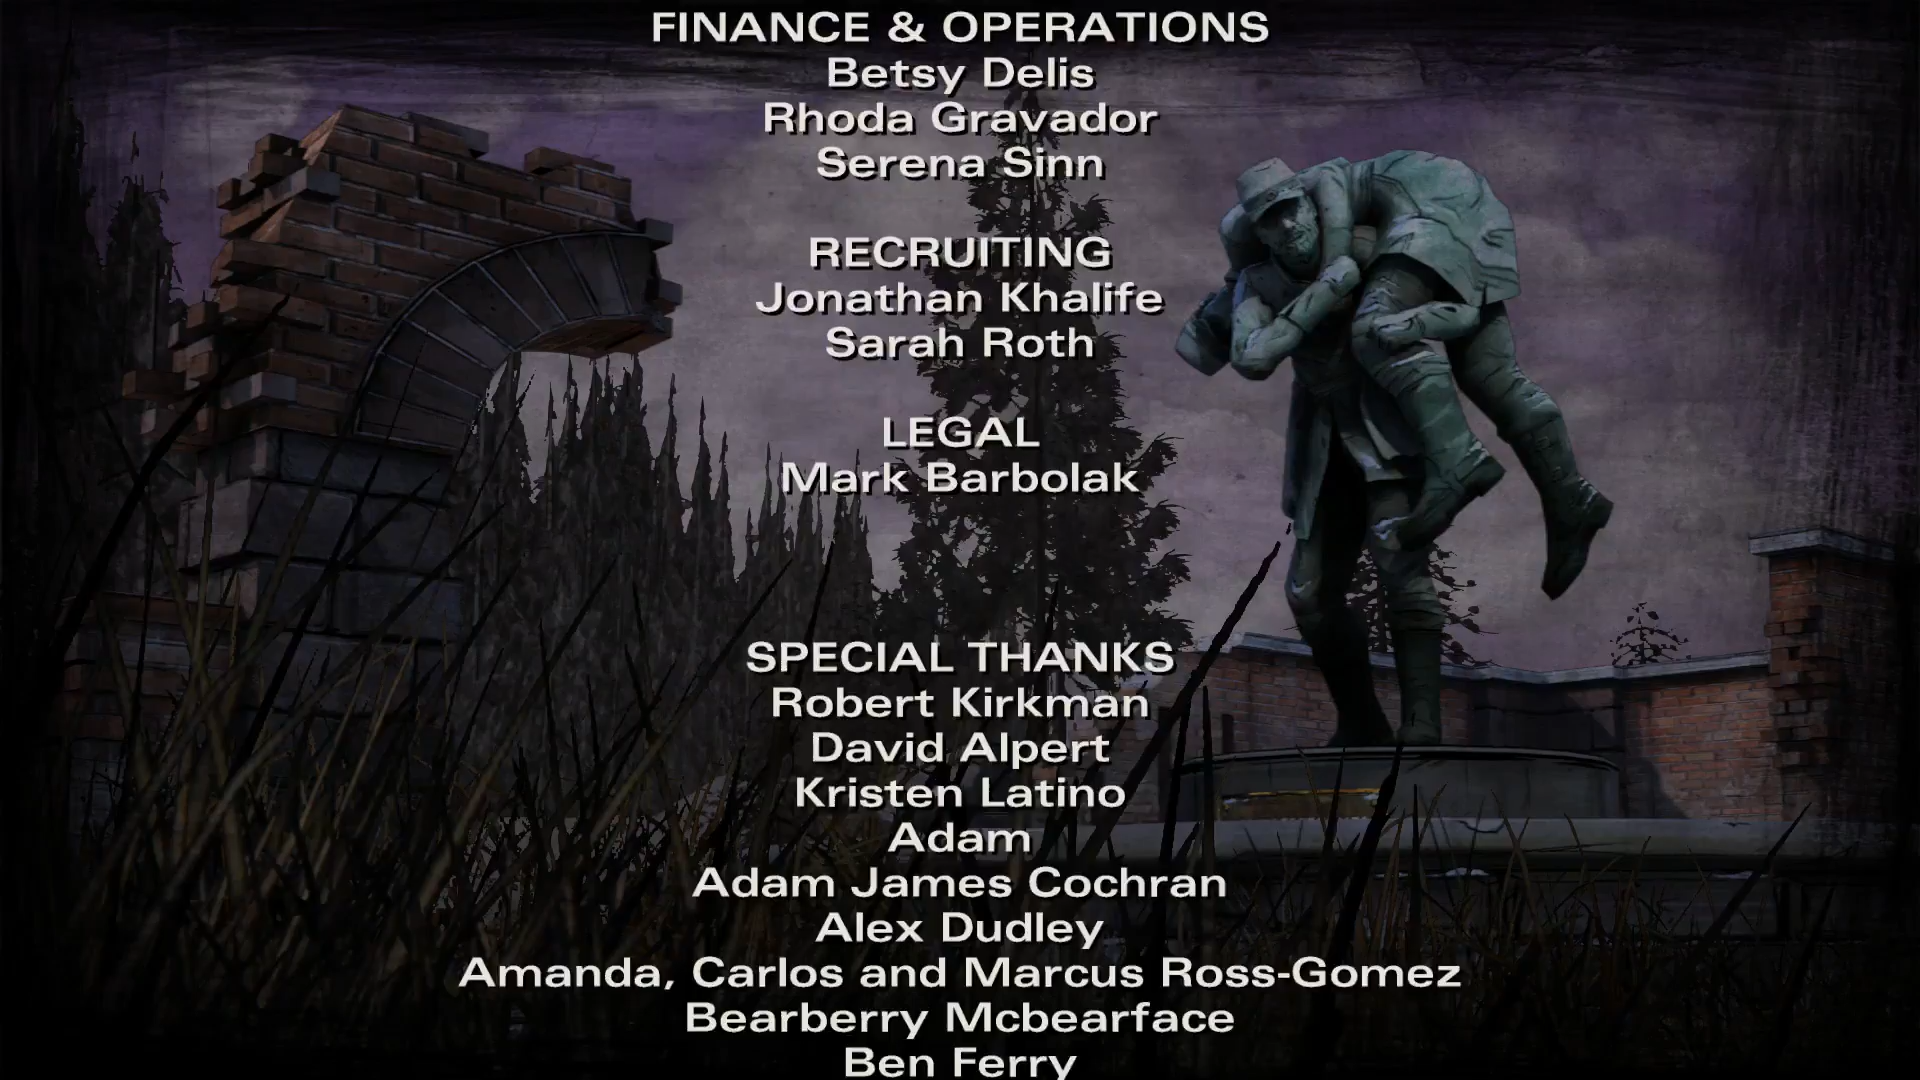 FINANCE & OPERATIONS
Betsy Delis
Rhoda Gravador
Serena Sinn
RECRUITING
Jonathan Khalife
Sarah Roth
LEGAL
Mark Barbolak
SPECIAL THANKS
Robert Kirkman
David Alpert
Kristen Latino
Adam
Adam James Cochran
Alex Dudley
Amanda, Carlos and Marcus Ross-Gomez
Bearberry Mcbearface
Ben Ferry